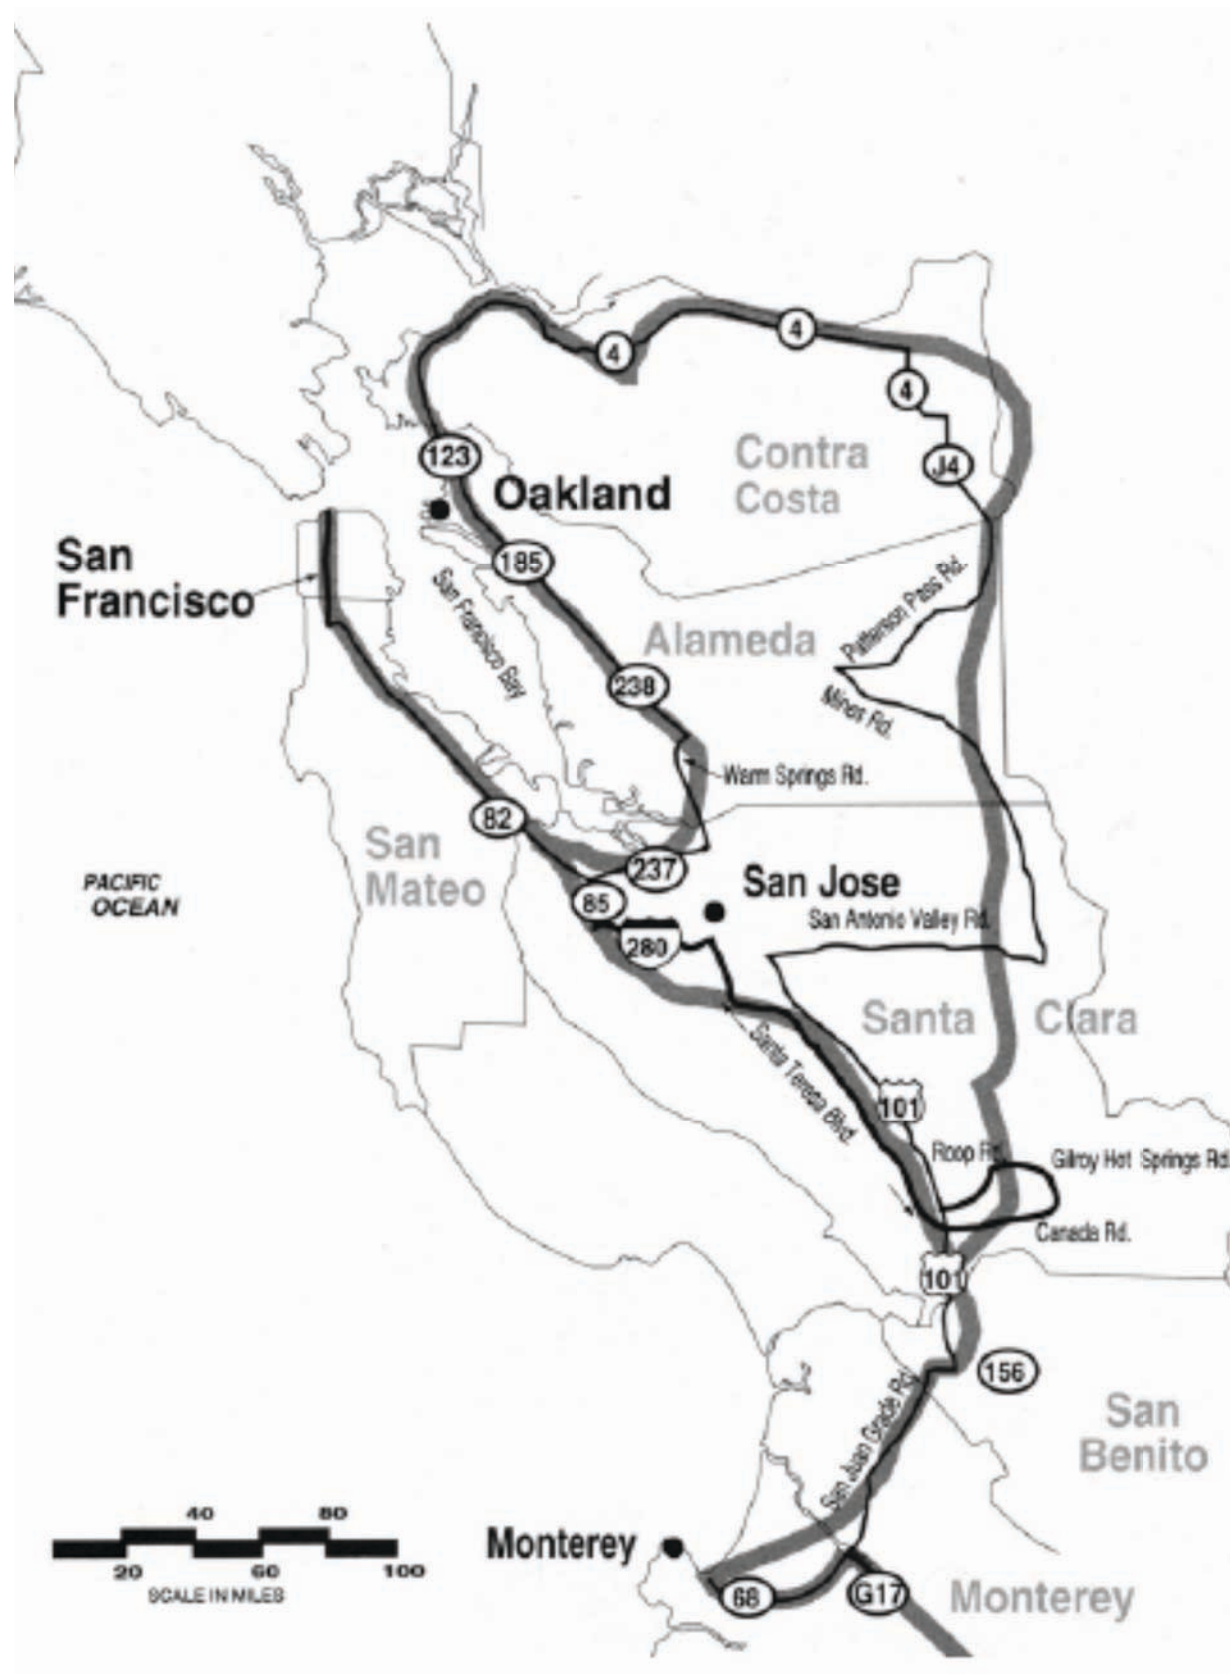 4
4
4
123
J4
Contra
Costa
Oakland
San
Francisco
185
San Francisco Bay
Patterson Pass Rd.
Alameda
238
Mines Rd.
Warm Springs Rd.
82
San
Mateo
237
PACIFIC
OCEAN
San Jose
85
San Antonio Valley Rd.
280
Santa Clara
Santa Teresa Blvd.
101
Roop Rd.
Gilroy Hot Springs Rd
Canada Rd.
101
156
San Juan Grade Rd.
San
Benito
40 80
20 60 100
SCALE IN MILES
Monterey
68
G17
Monterey